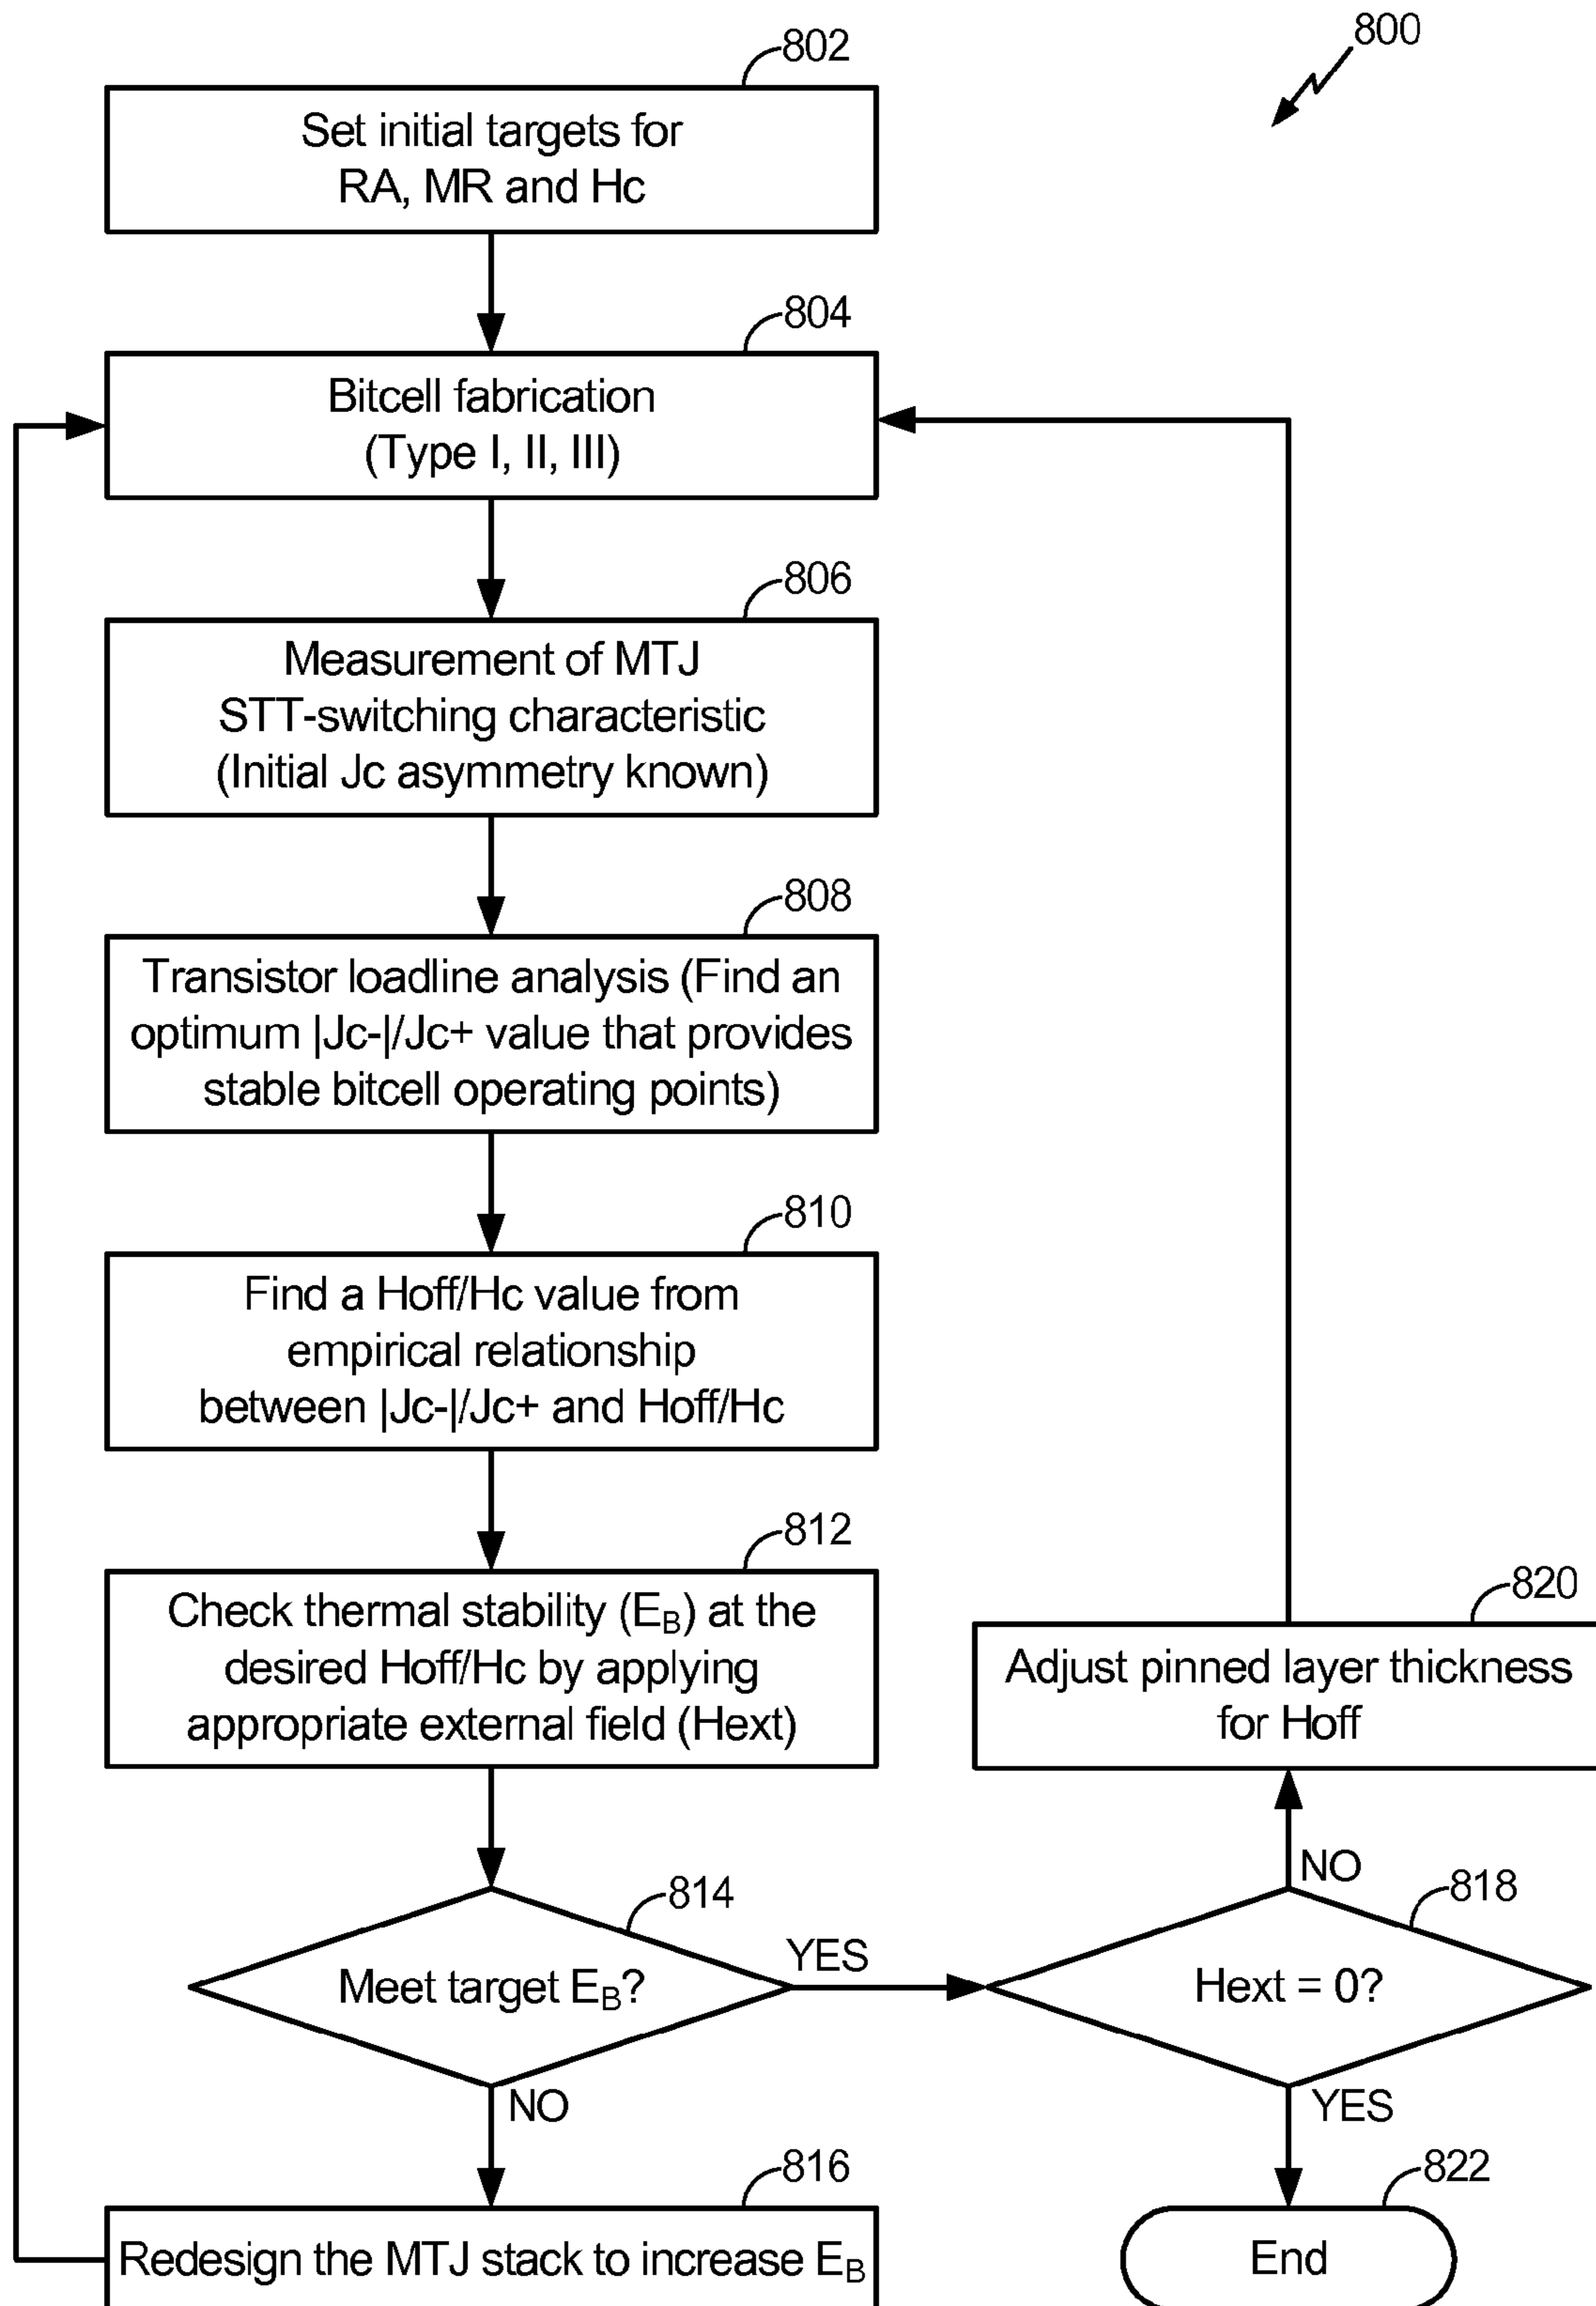 800
802
Set initial targets for
RA, MR and Hc
804
Bitcell fabrication
(Type I, II, III)
806
Measurement of MTJ
STT-switching characteristic
(Initial Jc asymmetry known)
808
Transistor loadline analysis (Find an
optimum |Jc-|/Jc+ value that provides
stable bitcell operating points)
810
Find a Hoff/Hc value from
empirical relationship
between |Jc-|/Jc+ and Hoff/Hc
812
Check thermal stability (EB) at the
desired Hoff/Hc by applying
appropriate external field (Hext)
820
Adjust pinned layer thickness
for Hoff
814
Meet target EB?
YES
NO
818
Hext = 0?
NO
YES
816
Redesign the MTJ stack to increase EB
822
End